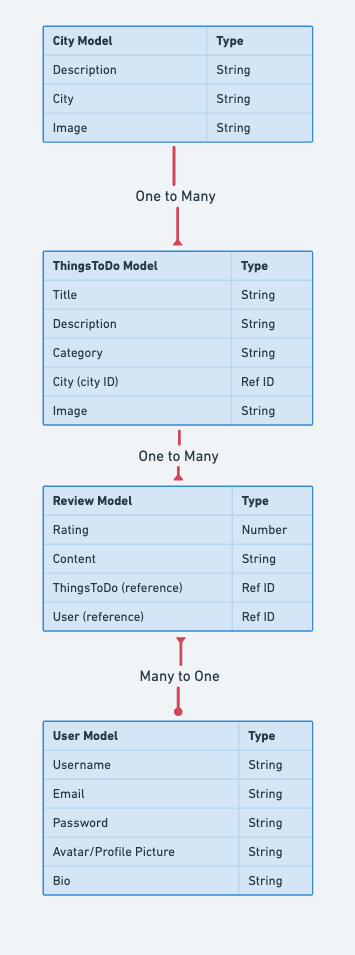 City Model Type
Description String
City String
Image String
One to Many
ThingsToDo Model Type
Title String
Description String
Category String
City (city ID) Ref ID
Image String
One to Many
Review Model Type
Rating Number
Content String
ThingsToDo (reference) Ref ID
User (reference) Ref ID
Many to One
User Model Type
Username String
Email String
Password String
Avatar/Profile Picture String
Bio String